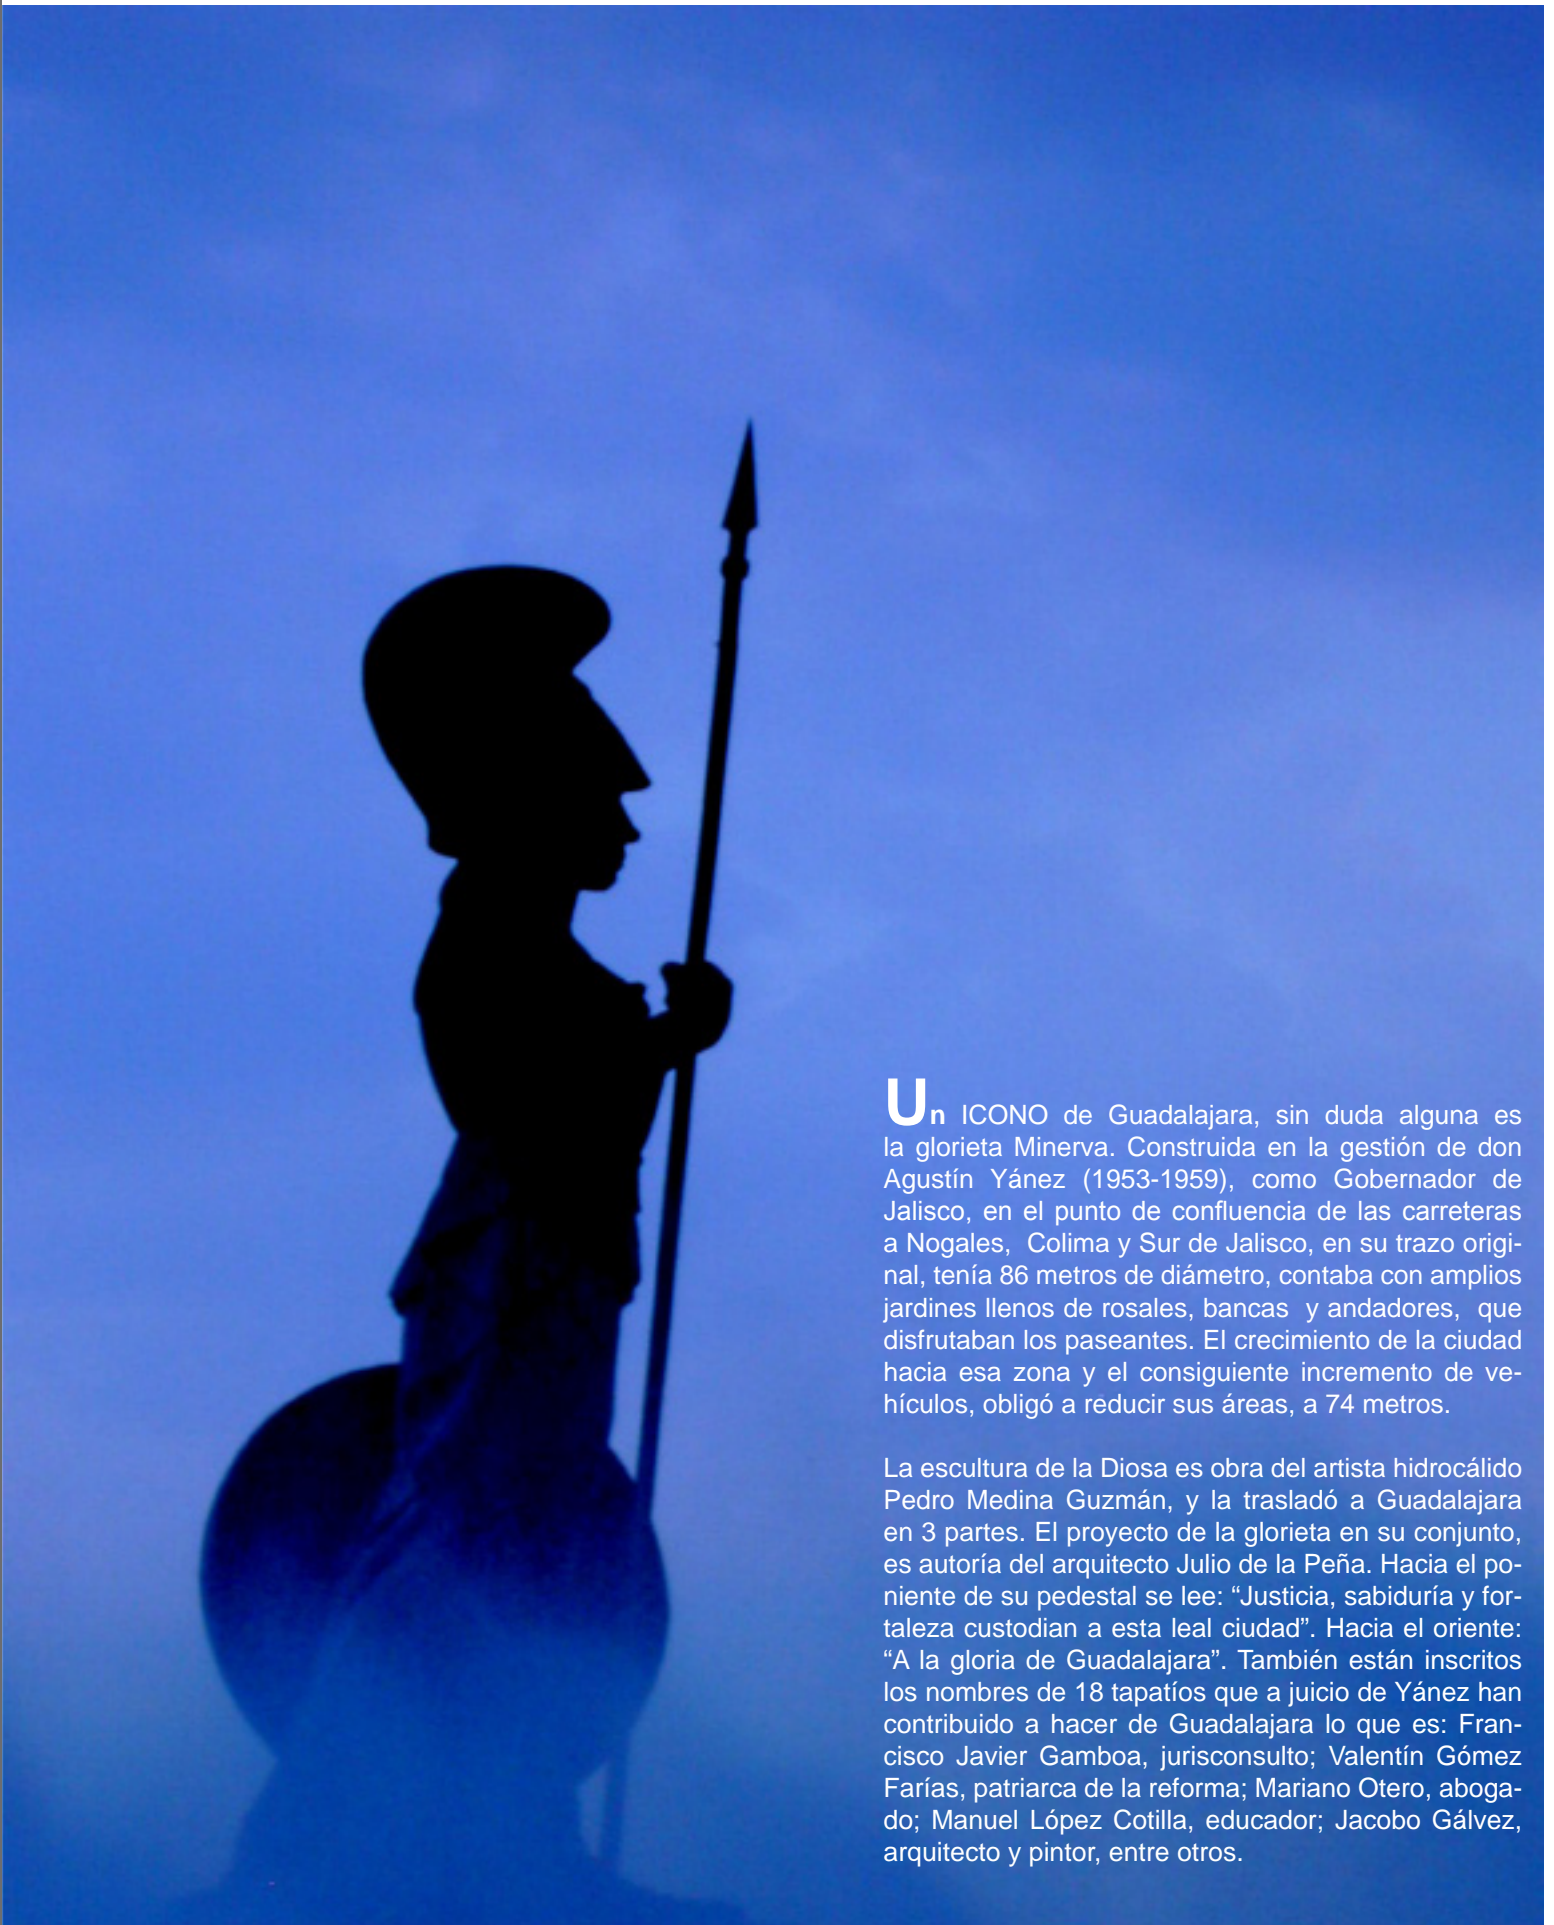 Un ICONO de Guadalajara, sin duda alguna es
la glorieta Minerva. Construida en la gestión de don
Agustín Yánez (1953-1959), como Gobernador de
Jalisco, en el punto de confluencia de las carreteras
a Nogales, Colima y Sur de Jalisco, en su trazo origi-
nal, tenía 86 metros de diámetro, contaba con amplios
jardines llenos de rosales, bancas y andadores, que
disfrutaban los paseantes. El crecimiento de la ciudad
hacia esa zona y el consiguiente incremento de ve-
hículos, obligó a reducir sus áreas, a 74 metros.
La escultura de la Diosa es obra del artista hidrocálido
Pedro Medina Guzmán, y la trasladó a Guadalajara
en 3 partes. El proyecto de la glorieta en su conjunto,
es autoría del arquitecto Julio de la Peña. Hacia el po-
niente de su pedestal se lee: “Justicia, sabiduría y for-
taleza custodian a esta leal ciudad”. Hacia el oriente:
“A la gloria de Guadalajara”. También están inscritos
los nombres de 18 tapatíos que a juicio de Yánez han
contribuido a hacer de Guadalajara lo que es: Fran-
cisco Javier Gamboa, jurisconsulto; Valentín Gómez
Farías, patriarca de la reforma; Mariano Otero, aboga-
do; Manuel López Cotilla, educador; Jacobo Gálvez,
arquitecto y pintor, entre otros.